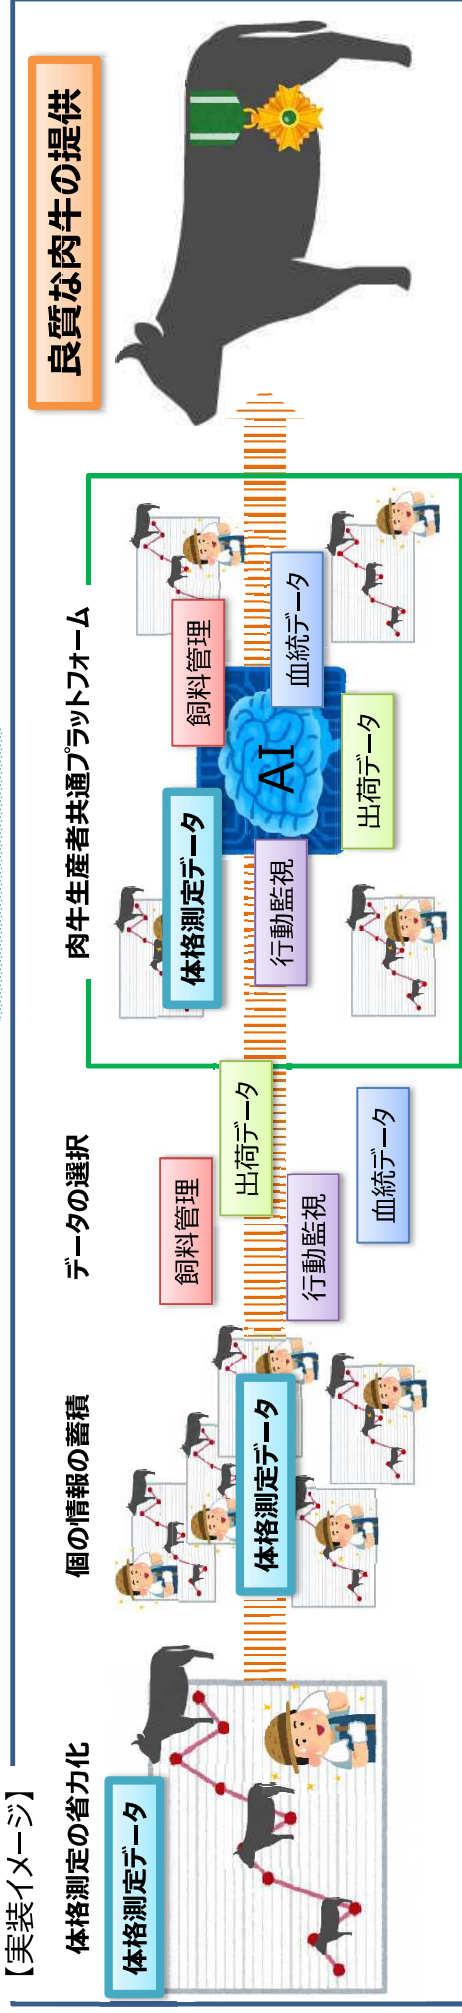 【実装イメージ】
体格測定の省力化
体格測定データ
個の情報の蓄積
体格測定データ
データの選択
飼料管理
出荷データ
行動監視
血統データ
肉牛生産者共通プラットフォーム
体格測定データ
飼料管理
行動監視
AI
血統データ
出荷データ
良質な肉牛の提供